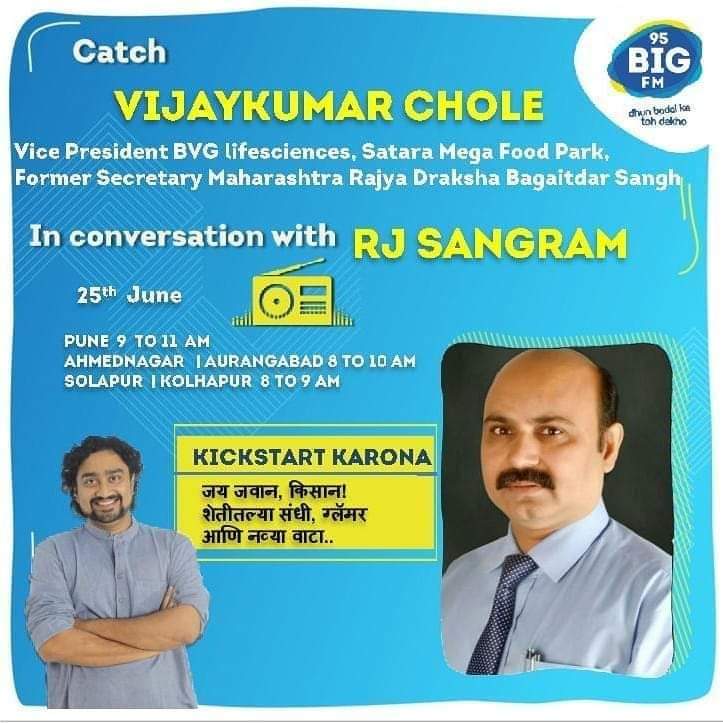 Catch
95
BIG
FM
dhun badal ke
toh dekho
VIJAYKUMAR CHOLE
Vice President BVG lifesciences, Satara Mega Food Park,
Former Secretary Maharashtra Rajya Draksha Bagaitdar Sangh
In conversation with RJ SANGRAM
25th June
PUNE 9 TO 11 AM
AHMEDNAGAR | AURANGABAD 8 TO 10 AM
SOLAPUR | KOLHAPUR 8 TO 9 AM
KICKSTART KARONA
जय जवान, किसान!
शेतीतल्या संधी, ग्लॅमर
आणि नव्या वाटा..